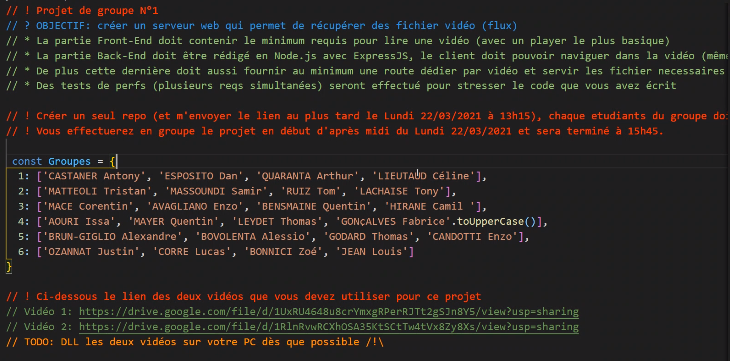 // ! Projet de groupe N°1
// ? OBJECTIF: créer un serveur web qui permet de récupérer des fichier vidéo (flux)
// * La partie Front-End doit contenir le minimum requis pour lire une vidéo (avec un player le plus basique)
// * La partie Back-End doit être rédigé en Node.js avec ExpressJS, le client doit pouvoir naviguer dans la vidéo (mêm
// * De plus cette dernière doit aussi fournir au minimum une route dédier par vidéo et servir les fichier necessaires
// * Des tests de perfs (plusieurs reqs simultanées) seront effectué pour stresser le code que vous avez écrit
// ! Créer un seul repo (et m'envoyer le lien au plus tard le Lundi 22/03/2021 à 13h15), chaque etudiants du groupe do
// ! Vous effectuerez en groupe le projet en début d'après midi du Lundi 22/03/2021 et sera terminé à 15h45.
const Groupes = {
1: ['CASTANER Antony', 'ESPOSITO Dan', 'QUARANTA Arthur', 'LIEUTAUD Céline'],
2: ['MATTEOLI Tristan', 'MASSOUNDI Samir', 'RUIZ Tom', 'LACHAISE Tony'],
3: ['MACE Corentin', 'AVAGLIANO Enzo', 'BENSMAINE Quentin', 'HIRANE Camil '],
4: ['AOURI Issa', 'MAYER Quentin', 'LEYDET Thomas', 'GONçALVES Fabrice'.toUpperCase()],
5: ['BRUN-GIGLIO Alexandre', 'BOVOLENTA Alessio', 'GODARD Thomas', 'CANDOTTI Enzo'],
6: ['OZANNAT Justin', 'CORRE Lucas', 'BONNICI Zoé', 'JEAN Louis']
}
// ! Ci-dessous le lien des deux vidéos que vous devez utiliser pour ce projet
// Vidéo 1: https://drive.google.com/file/d/1UxRU4648u8crYmxgRPerRJTt2gSJn8Y5/view?usp=sharing
// Vidéo 2: https://drive.google.com/file/d/1RlnRvwRCXhOSA35KtSCtTw4tVx8Zy8Xs/view?usp=sharing
// TODO: DLL les deux vidéos sur votre PC dès que possible /!\